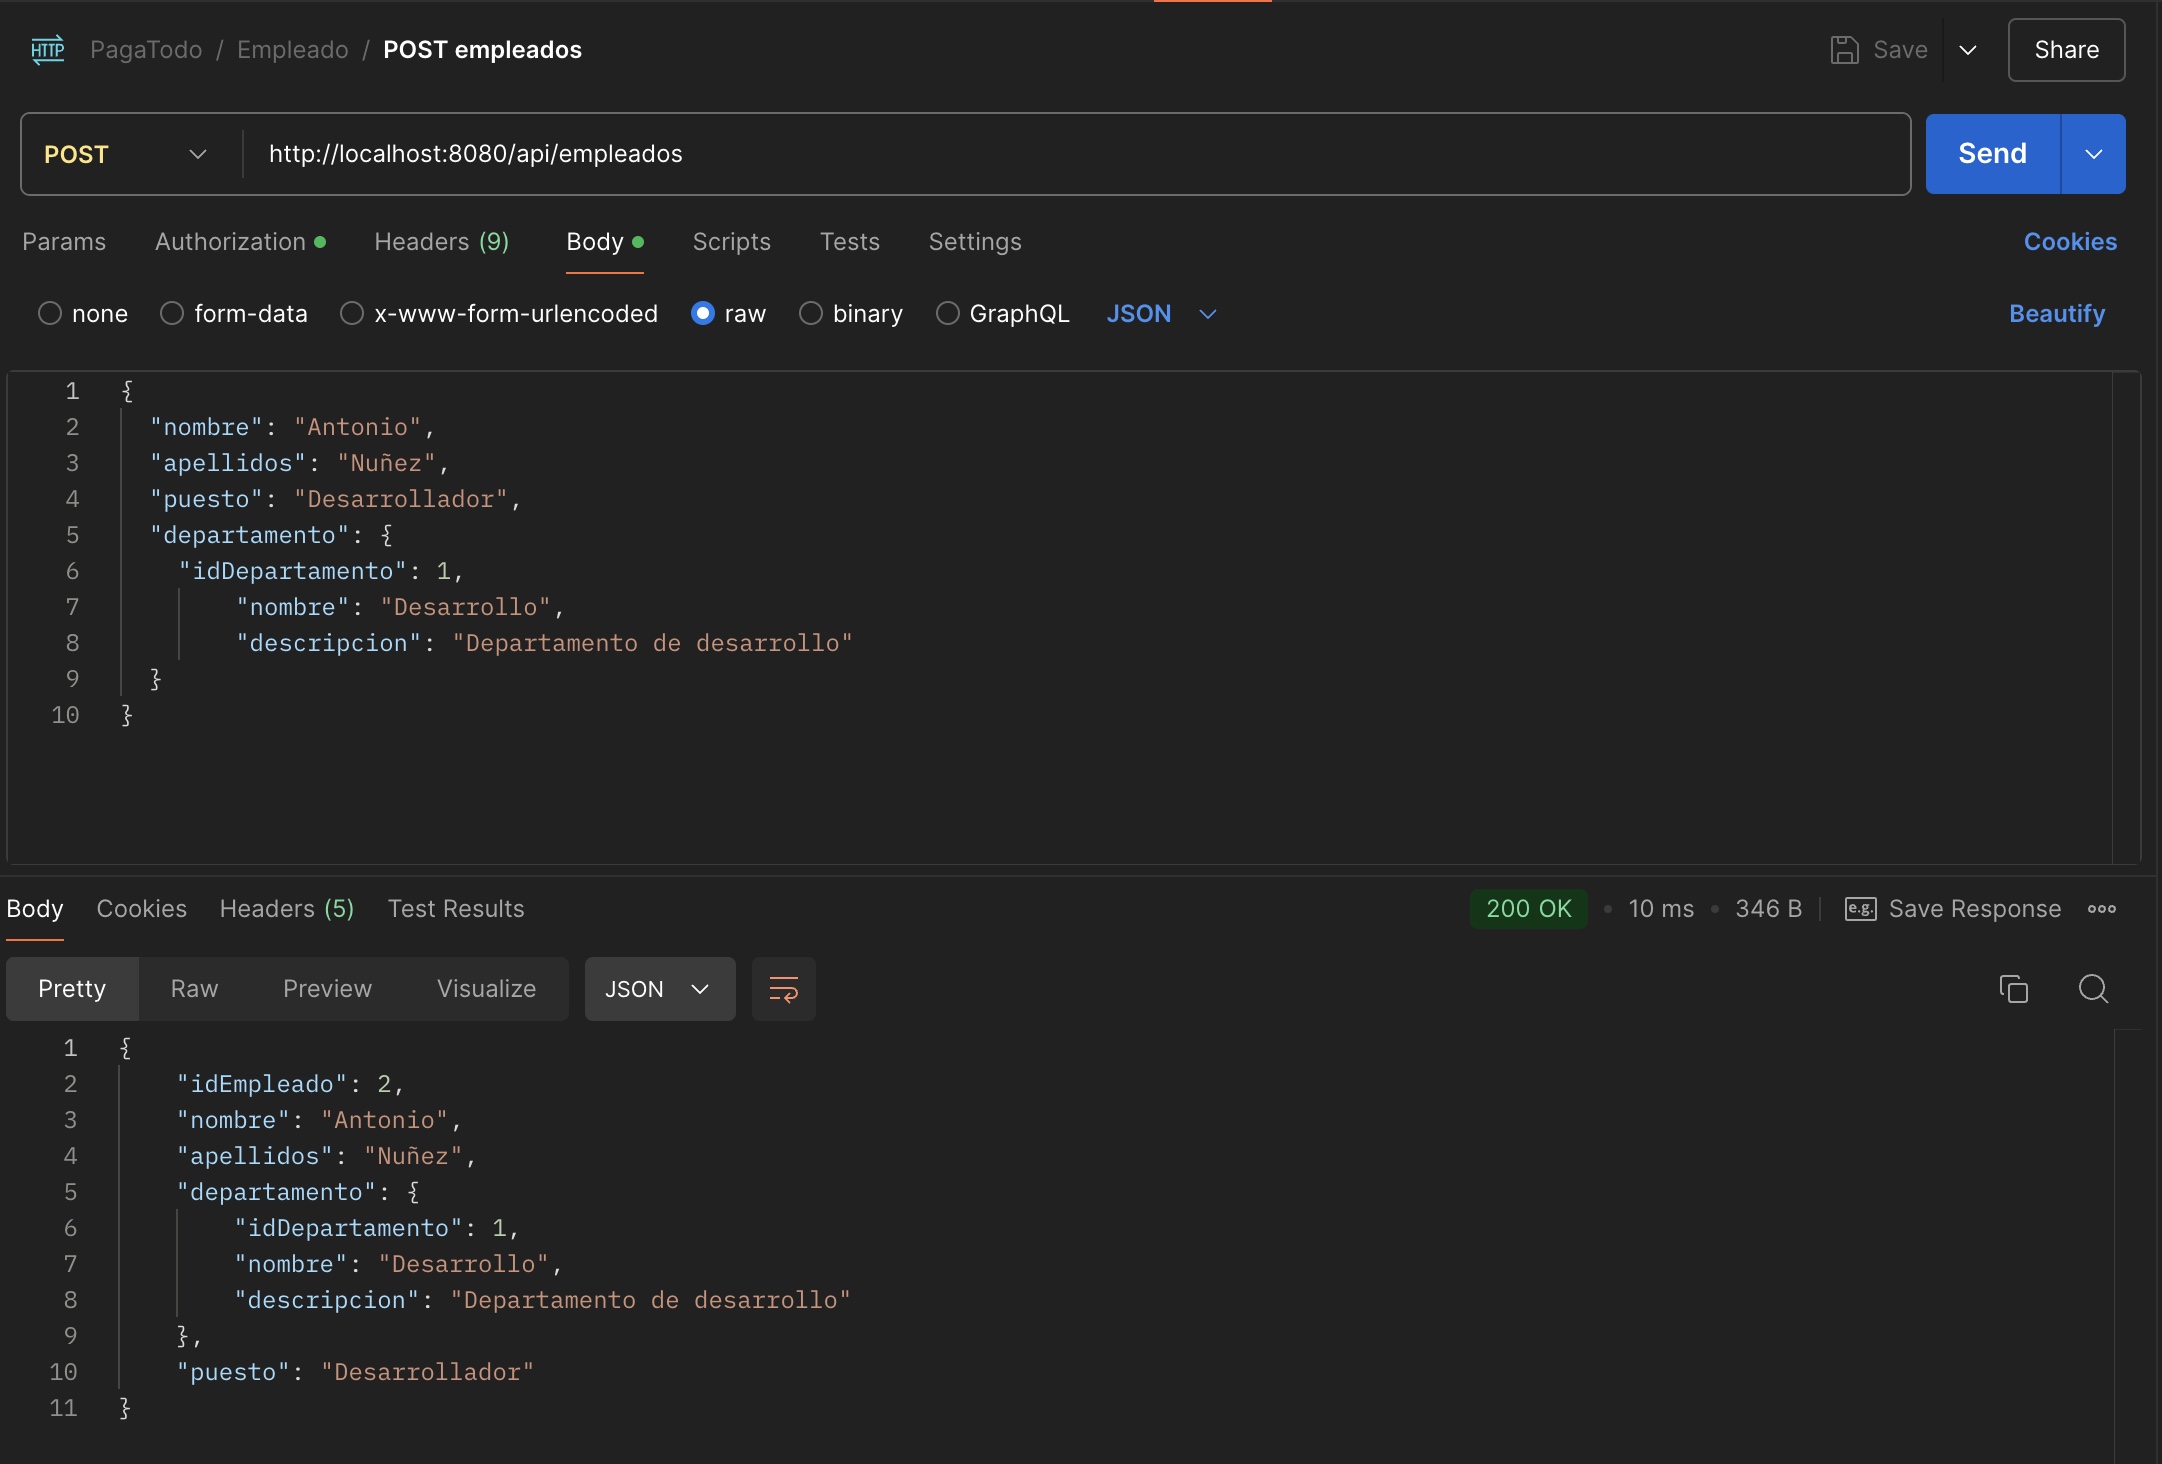 HTTP PagaTodo / Empleado / POST empleados Save Share
POST http://localhost:8080/api/empleados Send
Params Authorization Headers (9) Body Scripts Tests Settings Cookies
none form-data x-www-form-urlencoded raw binary GraphQL JSON Beautify
1 {
2 "nombre": "Antonio",
3 "apellidos": "Nuñez",
4 "puesto": "Desarrollador",
5 "departamento": {
6 "idDepartamento": 1,
7 "nombre": "Desarrollo",
8 "descripcion": "Departamento de desarrollo"
9 }
10 }
Body Cookies Headers (5) Test Results 200 OK • 10 ms • 346 B e.g. Save Response
Pretty Raw Preview Visualize JSON
1 {
2 "idEmpleado": 2,
3 "nombre": "Antonio",
4 "apellidos": "Nuñez",
5 "departamento": {
6 "idDepartamento": 1,
7 "nombre": "Desarrollo",
8 "descripcion": "Departamento de desarrollo"
9 },
10 "puesto": "Desarrollador"
11 }